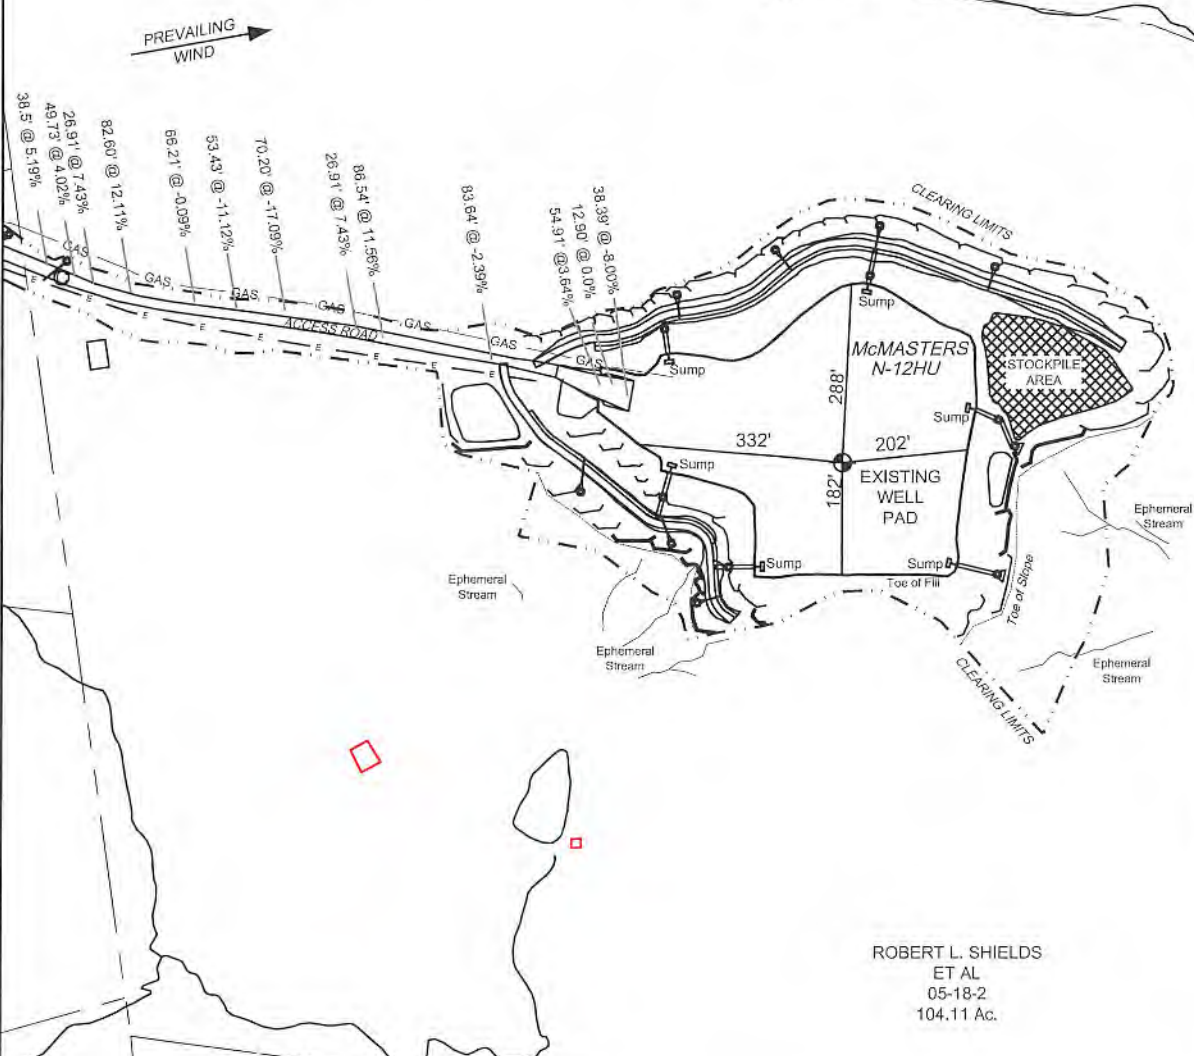 PREVAILING
WIND
38.5' @ 5.19%
49.73' @ 4.02%
26.91' @ 7.43%
82.60' @ 12.11%
66.21' @ -0.09%
53.43' @ -11.12%
70.20' @ -17.09%
26.91' @ 7.43%
86.54' @ 11.56%
83.64' @ -2.39%
54.91' @3.64%
12.90' @ 0.0%
38.39' @ -8.00%
CLEARING LIMITS
GAS
GAS
GAS
GAS
GAS
GAS
GAS
E
E
E
E
E
E
E
ACCESS ROAD
Sump
Sump
McMASTERS
N-12HU
STOCKPILE
AREA
288'
Sump
332'
202'
182'
Sump
EXISTING
WELL
PAD
Ephemeral
Stream
Sump
Sump
Toe of Fill
Toe of Slope
Ephemeral
Stream
Ephemeral
Stream
Ephemeral
Stream
CLEARING LIMITS
ROBERT L. SHIELDS
ET AL
05-18-2
104.11 Ac.